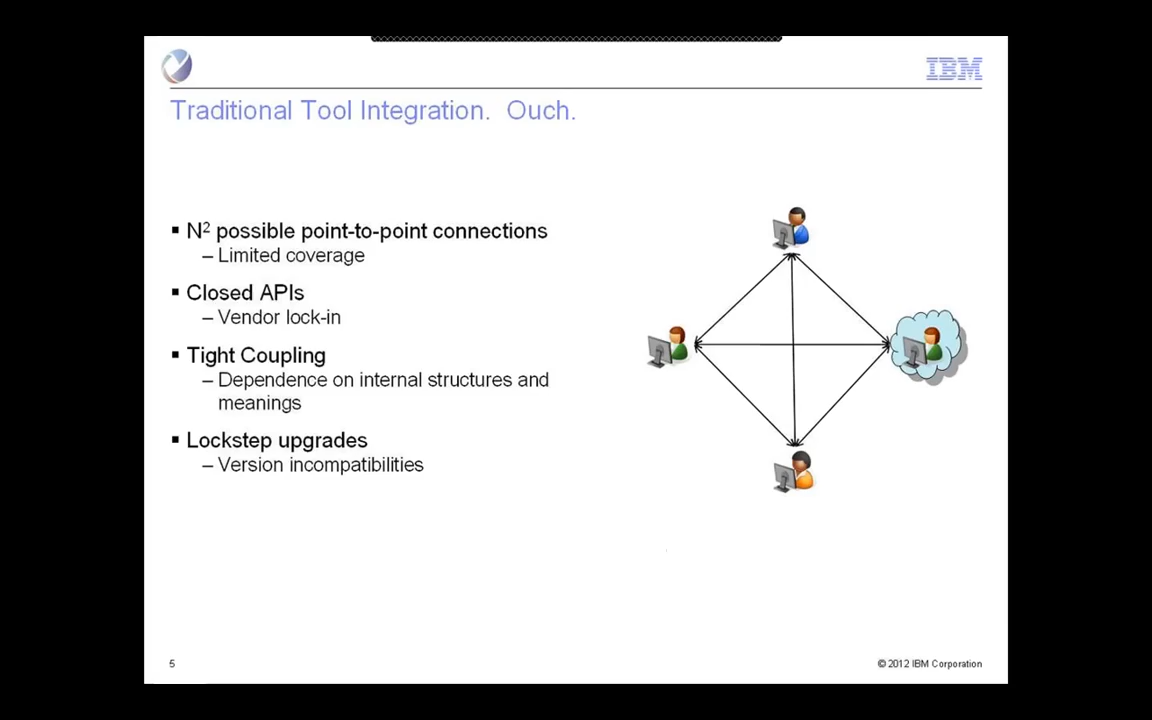 IBM
Traditional Tool Integration. Ouch.
▪ N² possible point-to-point connections
– Limited coverage
▪ Closed APIs
– Vendor lock-in
▪ Tight Coupling
– Dependence on internal structures and
meanings
▪ Lockstep upgrades
– Version incompatibilities
5
© 2012 IBM Corporation